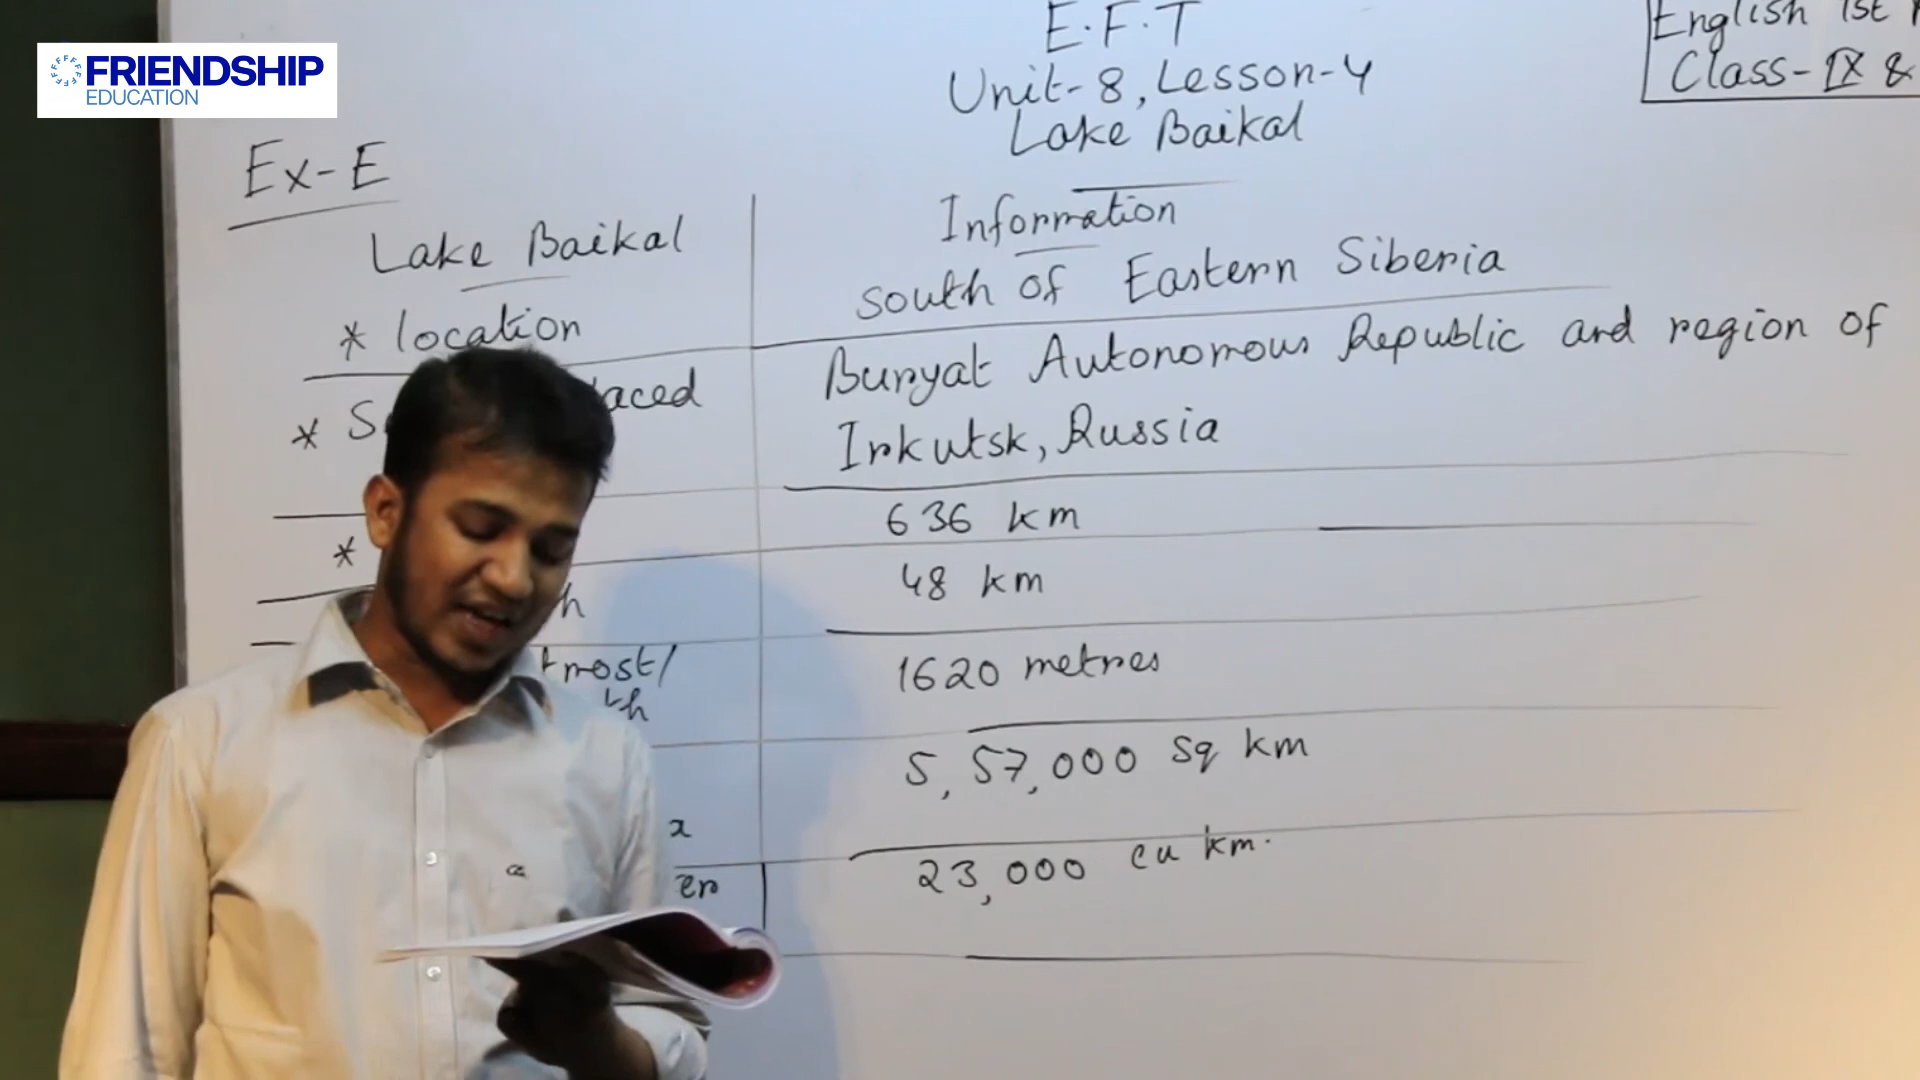 FRIENDSHIP
EDUCATION
E.F.T
Unit-8, Lesson-4
Lake Baikal
English 1st
Class-IX &
Ex-E
Lake Baikal
Information
* location
south of Eastern Siberia
*
Buryat Autonomous Republic and region of
Irkutsk, Russia
*
636 km
48 km
1620 metres
5,57,000 Sq km
23,000 cu km.